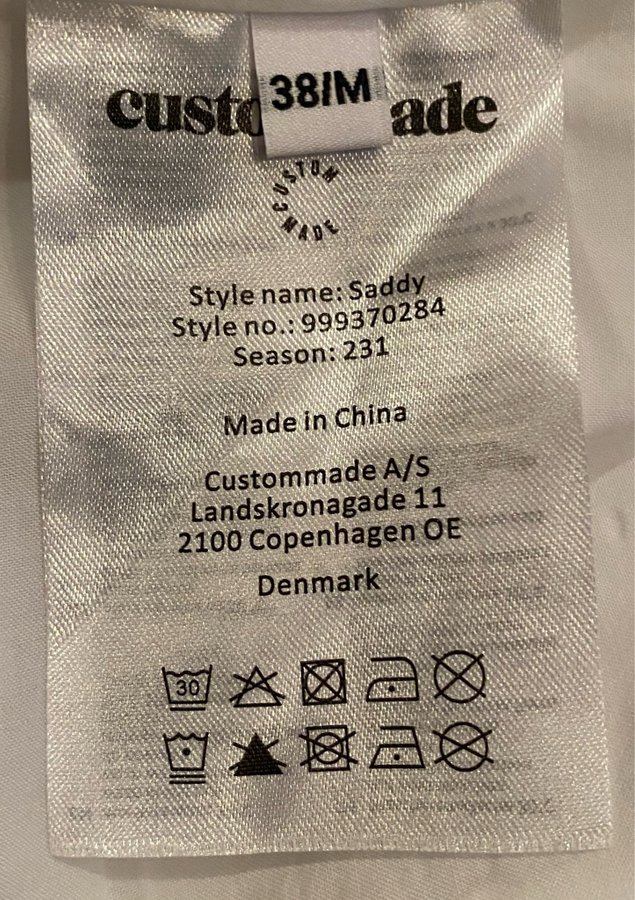 38/M
custo ade
CUSTOM
MADE
Style name: Saddy
Style no.: 999370284
Season: 231
Made in China
Custommade A/S
Landskronagade 11
2100 Copenhagen OE
Denmark
30